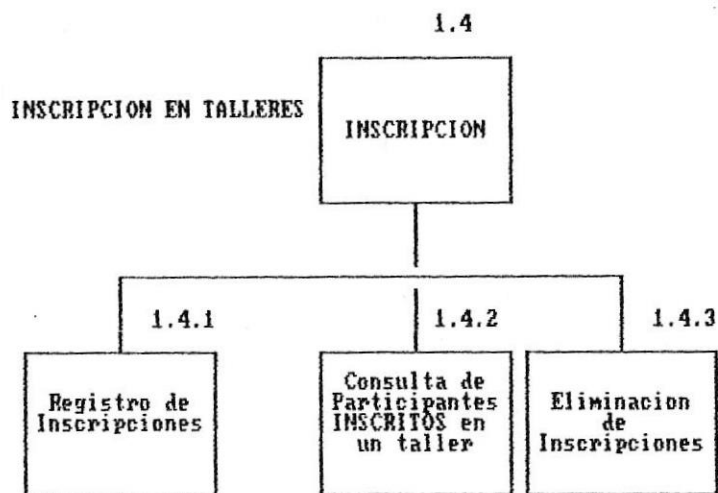 1.4
INSCRIPCION EN TALLERES
INSCRIPCION
1.4.1
1.4.2
1.4.3
Registro de
Inscripciones
Consulta de
Participantes
INSCRITOS en
un taller
Eliminacion
de
Inscripciones